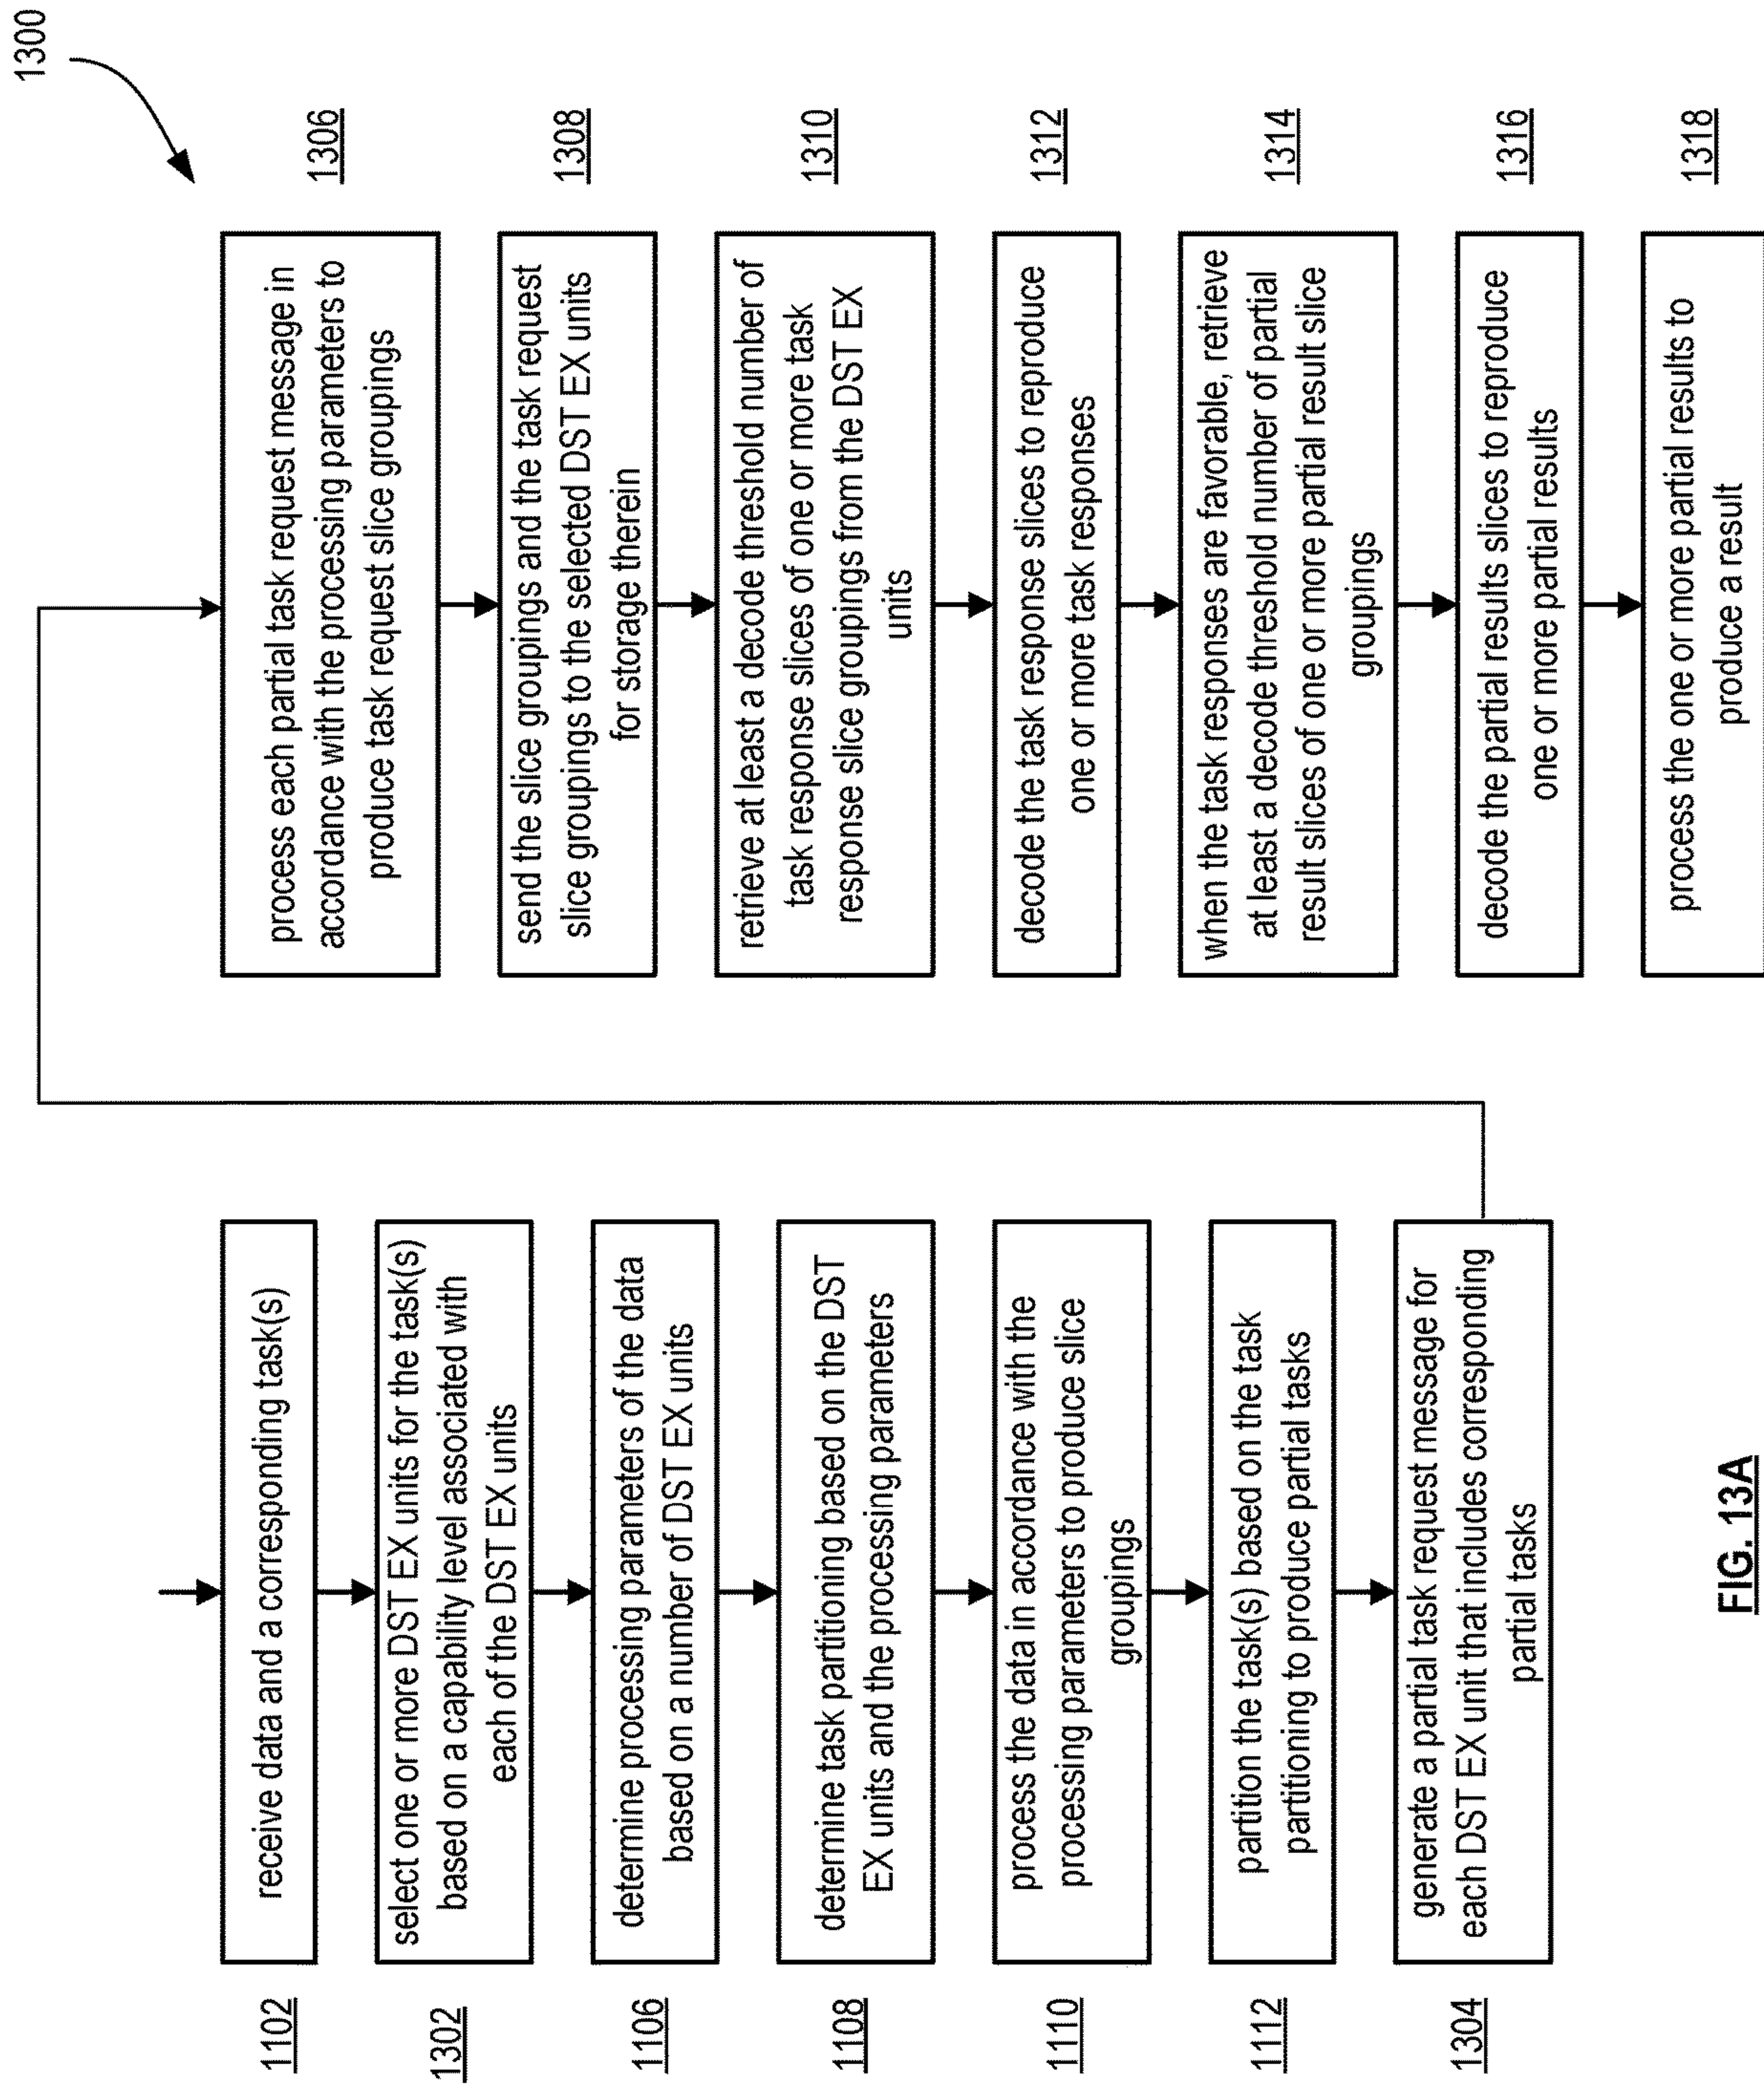 1300
1102
receive data and a corresponding task(s)
1302
select one or more DST EX units for the task(s)
based on a capability level associated with
each of the DST EX units
1106
determine processing parameters of the data
based on a number of DST EX units
1108
determine task partitioning based on the DST
EX units and the processing parameters
1110
process the data in accordance with the
processing parameters to produce slice
groupings
1112
partition the task(s) based on the task
partitioning to produce partial tasks
1304
generate a partial task request message for
each DST EX unit that includes corresponding
partial tasks
process each partial task request message in
accordance with the processing parameters to
produce task request slice groupings
1306
send the slice groupings and the task request
slice groupings to the selected DST EX units
for storage therein
1308
retrieve at least a decode threshold number of
task response slices of one or more task
response slice groupings from the DST EX
units
1310
decode the task response slices to reproduce
one or more task responses
1312
when the task responses are favorable, retrieve
at least a decode threshold number of partial
result slices of one or more partial result slice
groupings
1314
decode the partial results slices to reproduce
one or more partial results
1316
process the one or more partial results to
produce a result
1318
FIG. 13A